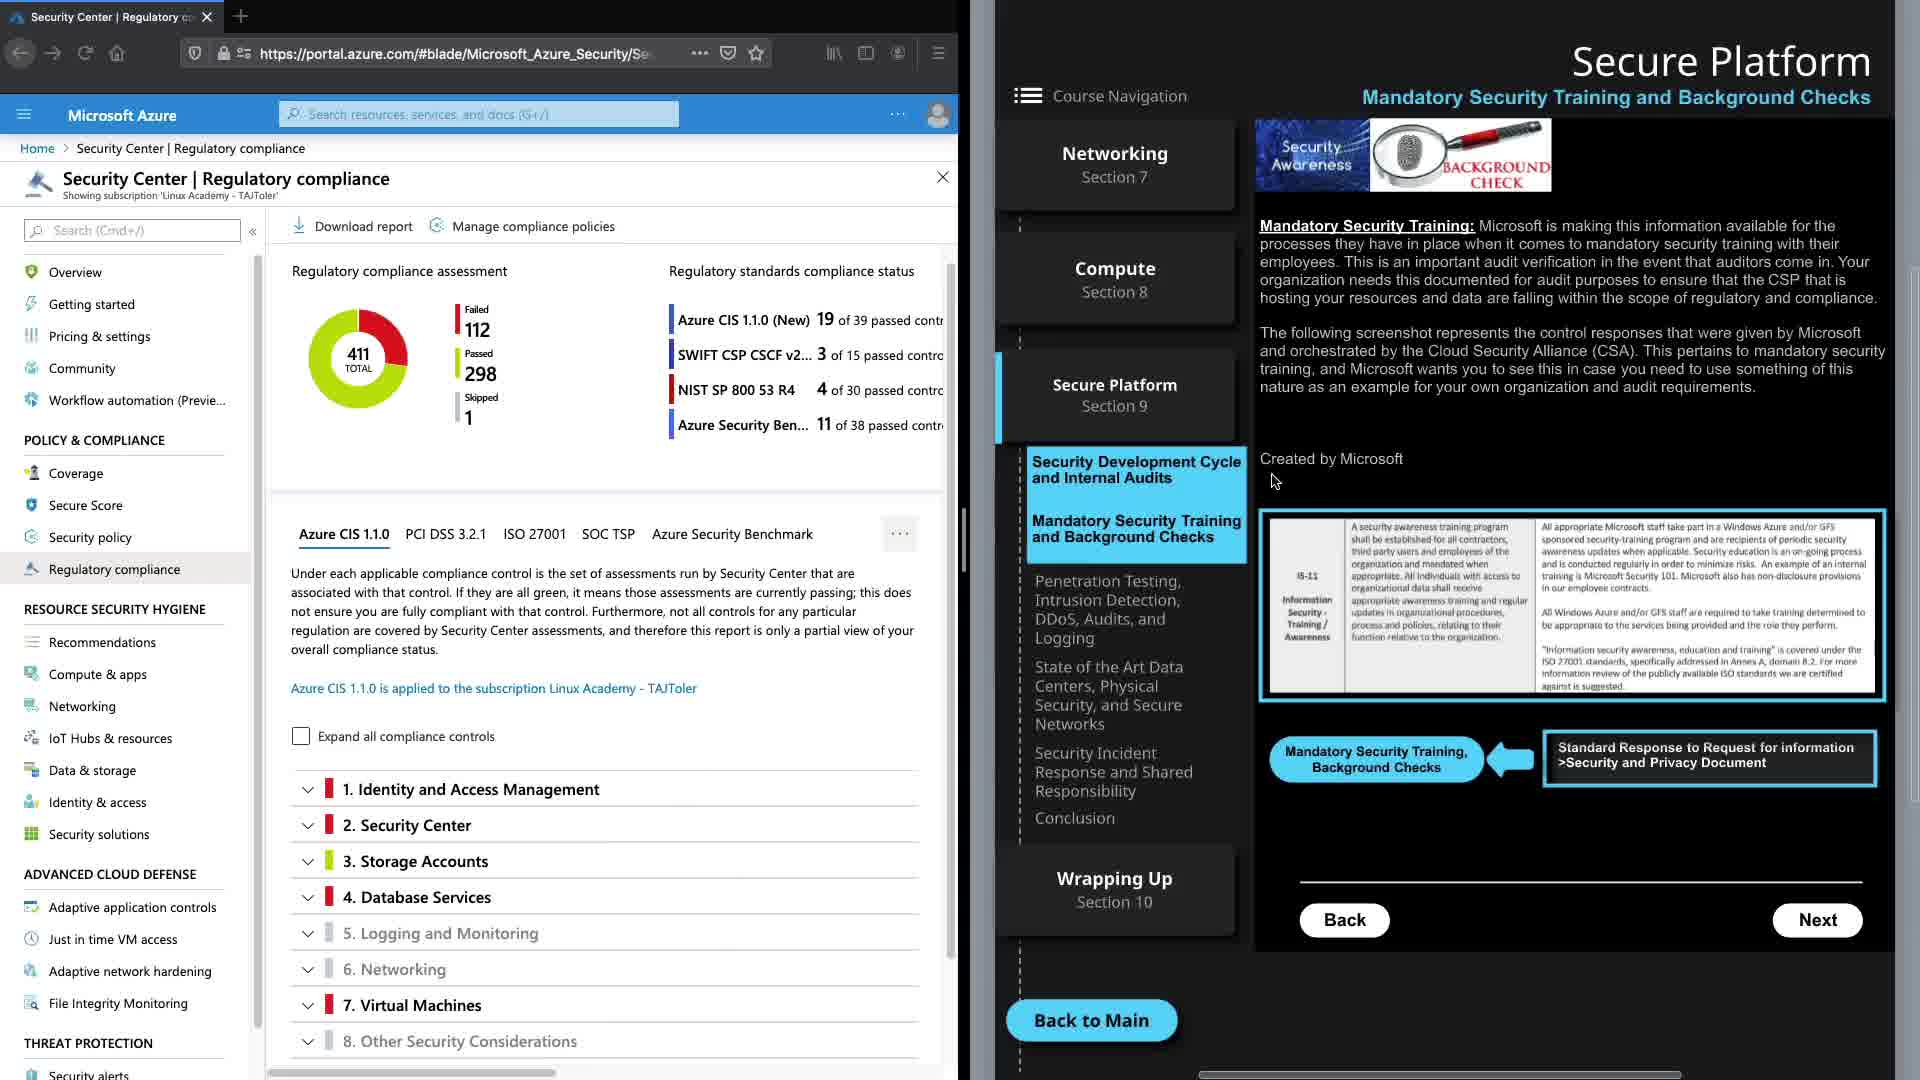 Security Center | Regulatory co
https://portal.azure.com/#blade/Microsoft_Azure_Security/Se
Microsoft Azure
Search resources, services, and docs (G+/)
Home > Security Center | Regulatory compliance
Security Center | Regulatory compliance
Showing subscription 'Linux Academy - TAJToler'
Search (Cmd+/)
«
Overview
Getting started
Pricing & settings
Community
Workflow automation (Previe...
POLICY & COMPLIANCE
Coverage
Secure Score
Security policy
Regulatory compliance
RESOURCE SECURITY HYGIENE
Recommendations
Compute & apps
Networking
IoT Hubs & resources
Data & storage
Identity & access
Security solutions
ADVANCED CLOUD DEFENSE
Adaptive application controls
Just in time VM access
Adaptive network hardening
File Integrity Monitoring
THREAT PROTECTION
Security alerts
Download report
Manage compliance policies
Regulatory compliance assessment
411
TOTAL
Failed
112
Passed
298
Skipped
1
Regulatory standards compliance status
Azure CIS 1.1.0 (New) 19 of 39 passed contr
SWIFT CSP CSCF v2... 3 of 15 passed contro
NIST SP 800 53 R4 4 of 30 passed contro
Azure Security Ben... 11 of 38 passed contr
Azure CIS 1.1.0 PCI DSS 3.2.1 ISO 27001 SOC TSP Azure Security Benchmark ...
Under each applicable compliance control is the set of assessments run by Security Center that are
associated with that control. If they are all green, it means those assessments are currently passing; this does
not ensure you are fully compliant with that control. Furthermore, not all controls for any particular
regulation are covered by Security Center assessments, and therefore this report is only a partial view of your
overall compliance status.
Azure CIS 1.1.0 is applied to the subscription Linux Academy - TAJToler
Expand all compliance controls
1. Identity and Access Management
2. Security Center
3. Storage Accounts
4. Database Services
5. Logging and Monitoring
6. Networking
7. Virtual Machines
8. Other Security Considerations
Secure Platform
Mandatory Security Training and Background Checks
Course Navigation
Networking
Section 7
Compute
Section 8
Secure Platform
Section 9
Security Development Cycle
and Internal Audits
Mandatory Security Training
and Background Checks
Penetration Testing,
Intrusion Detection,
DDoS, Audits, and
Logging
State of the Art Data
Centers, Physical
Security, and Secure
Networks
Security Incident
Response and Shared
Responsibility
Conclusion
Wrapping Up
Section 10
Back to Main
Security
Awareness
BACKGROUND
CHECK
Mandatory Security Training: Microsoft is making this information available for the
processes they have in place when it comes to mandatory security training with their
employees. This is an important audit verification in the event that auditors come in. Your
organization needs this documented for audit purposes to ensure that the CSP that is
hosting your resources and data are falling within the scope of regulatory and compliance.
The following screenshot represents the control responses that were given by Microsoft
and orchestrated by the Cloud Security Alliance (CSA). This pertains to mandatory security
training, and Microsoft wants you to see this in case you need to use something of this
nature as an example for your own organization and audit requirements.
Created by Microsoft
IS-11
Information
Security -
Training /
Awareness
A security awareness training program
shall be established for all contractors,
third party users and employees of the
organization and mandated when
appropriate. All individuals with access to
organizational data shall receive
appropriate awareness training and regular
updates in organizational procedures,
process and policies, relating to their
function relative to the organization.
All appropriate Microsoft staff take part in a Windows Azure and/or GFS
sponsored security-training program and are recipients of periodic security
awareness updates when applicable. Security education is an on-going process
and is conducted regularly in order to minimize risks. An example of an internal
training is Microsoft Security 101. Microsoft also has non-disclosure provisions
in our employee contracts.
All Windows Azure and/or GFS staff are required to take training determined to
be appropriate to the services being provided and the role they perform.
"Information security awareness, education and training" is covered under the
ISO 27001 standards, specifically addressed in Annex A, domain 8.2. For more
information review of the publicly available ISO standards we are certified
against is suggested.
Mandatory Security Training,
Background Checks
Standard Response to Request for information
>Security and Privacy Document
Back
Next